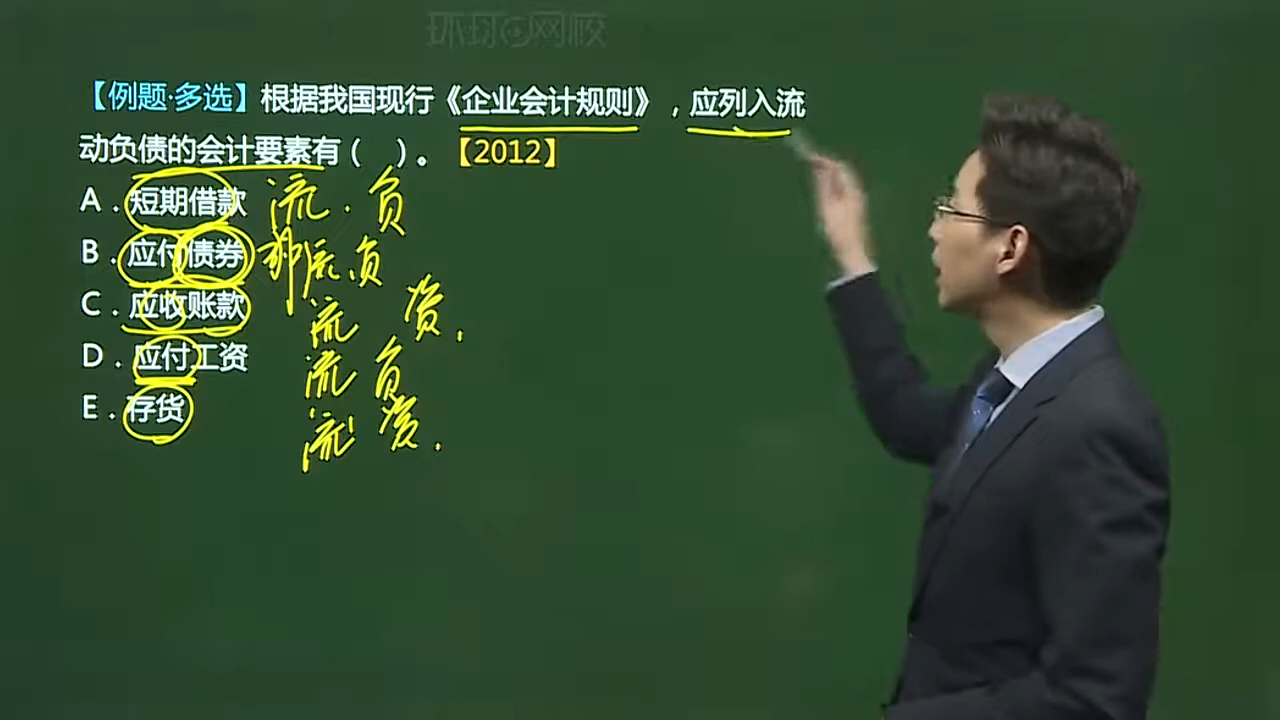 环球网校
【例题·多选】根据我国现行《企业会计规则》，应列入流
动负债的会计要素有（ ）。【2012】
A．短期借款 流．负
B．应付债券 非流．负
C．应收账款 流 资．
D．应付工资 流 负
E．存货 流 资．